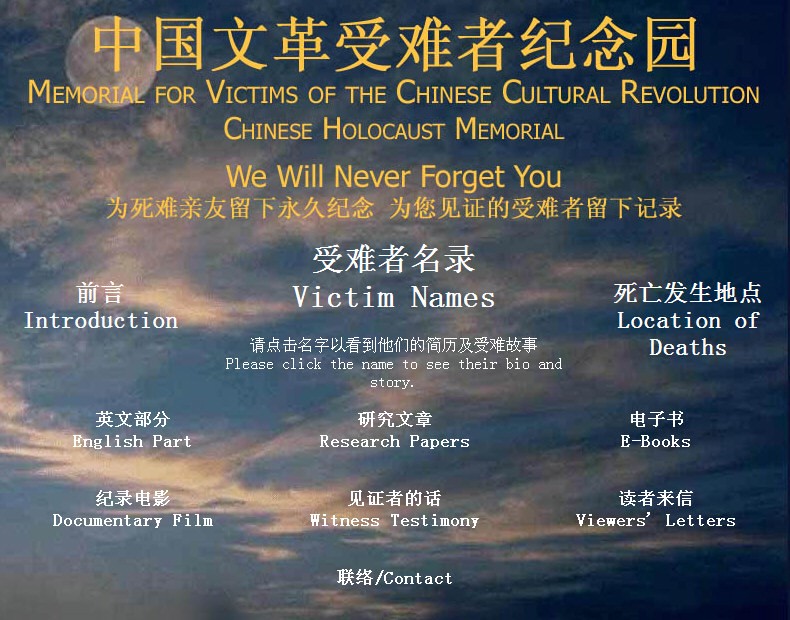 中国文革受难者纪念园
MEMORIAL FOR VICTIMS OF THE CHINESE CULTURAL REVOLUTION
CHINESE HOLOCAUST MEMORIAL
We Will Never Forget You
为死难亲友留下永久纪念 为您见证的受难者留下记录
前言
Introduction
受难者名录
Victim Names
请点击名字以看到他们的简历及受难故事
Please click the name to see their bio and
story.
死亡发生地点
Location of
Deaths
英文部分
English Part
研究文章
Research Papers
电子书
E-Books
纪录电影
Documentary Film
见证者的话
Witness Testimony
读者来信
Viewers' Letters
联络/Contact